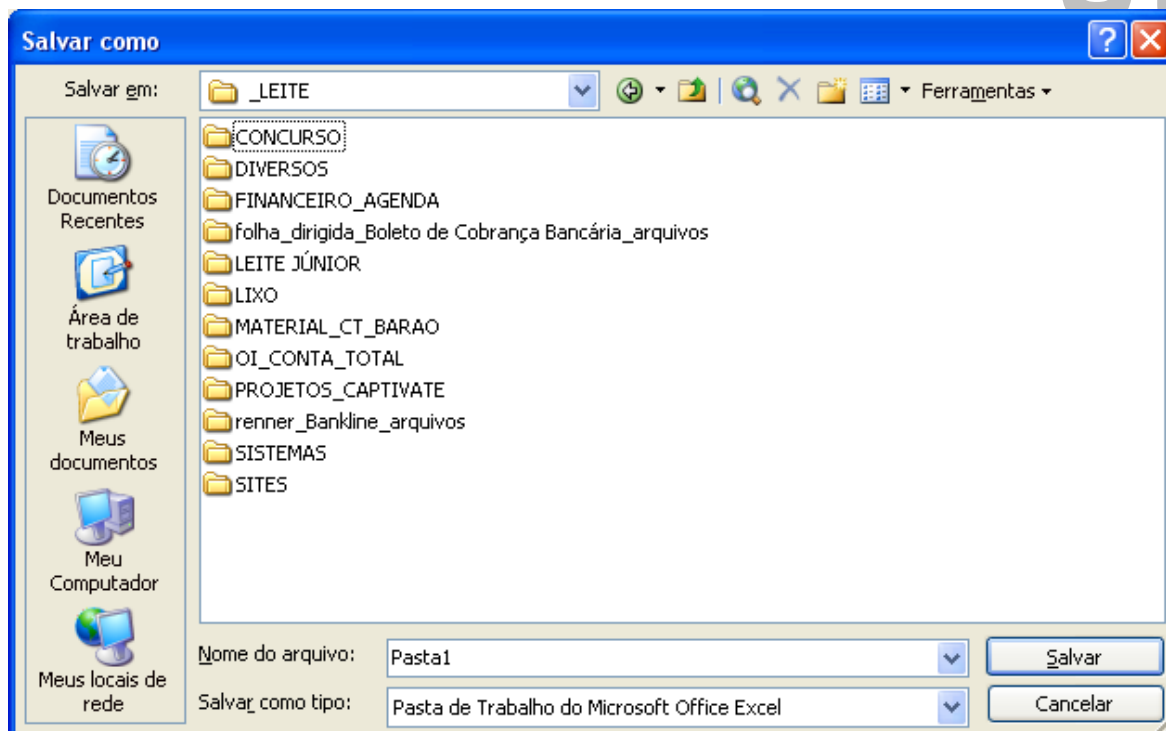 Salvar como
Salvar em:
_LEITE
Ferramentas
CONCURSO
DIVERSOS
FINANCEIRO_AGENDA
folha_dirigida_Boleto de Cobrança Bancária_arquivos
LEITE JÚNIOR
LIXO
MATERIAL_CT_BARAO
OI_CONTA_TOTAL
PROJETOS_CAPTIVATE
renner_Bankline_arquivos
SISTEMAS
SITES
Documentos
Recentes
Área de
trabalho
Meus
documentos
Meu
Computador
Meus locais de
rede
Nome do arquivo:
Pasta1
Salvar
Salvar como tipo:
Pasta de Trabalho do Microsoft Office Excel
Cancelar